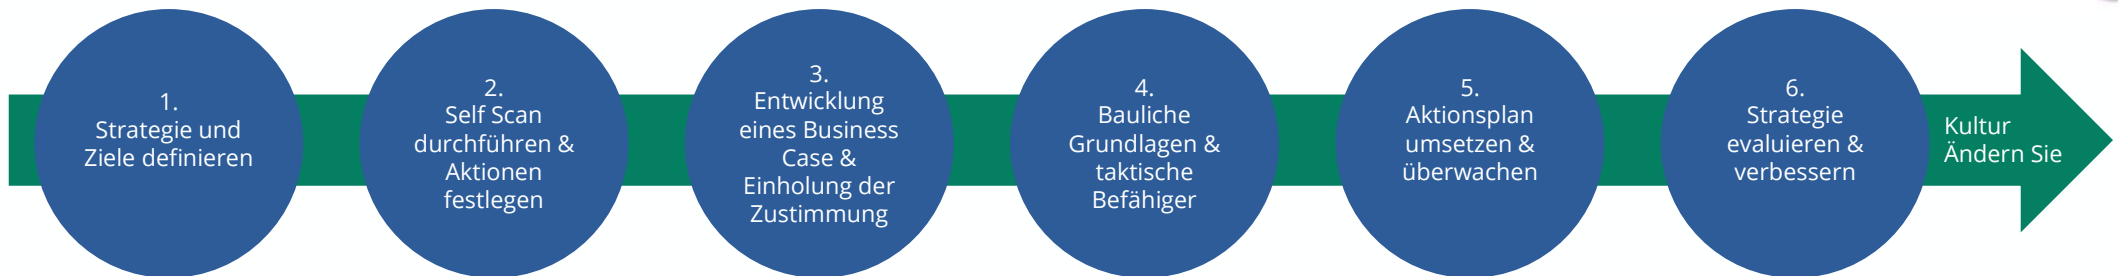 1.
Strategie und
Ziele definieren
2.
Self Scan
durchführen &
Aktionen
festlegen
3.
Entwicklung
eines Business
Case &
Einholung der
Zustimmung
4.
Bauliche
Grundlagen &
taktische
Befähiger
5.
Aktionsplan
umsetzen &
überwachen
6.
Strategie
evaluieren &
verbessern
Kultur
Ändern Sie